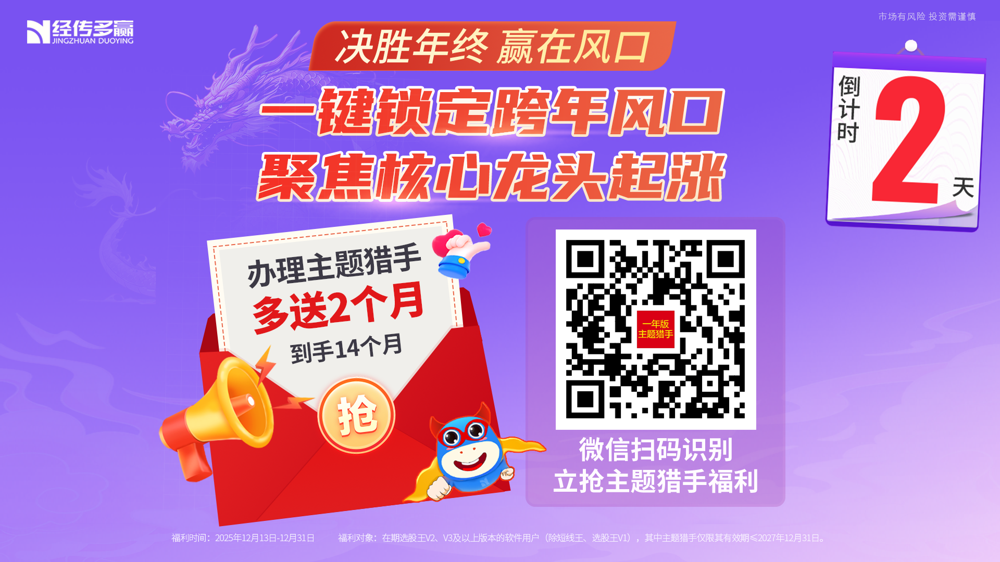 经传多赢
JINGZHUAN DUOYING
市场有风险 投资需谨慎
决胜年终 赢在风口
一键锁定跨年风口
聚焦核心龙头起涨
倒计时
2
天
办理主题猎手
多送2个月
到手14个月
抢
一年版
主题猎手
微信扫码识别
立抢主题猎手福利
福利时间：2025年12月13日-12月31日
福利对象：在期选股王V2、V3及以上版本的软件用户（除短线王、选股王V1），其中主题猎手仅限其有效期≤2027年12月31日。